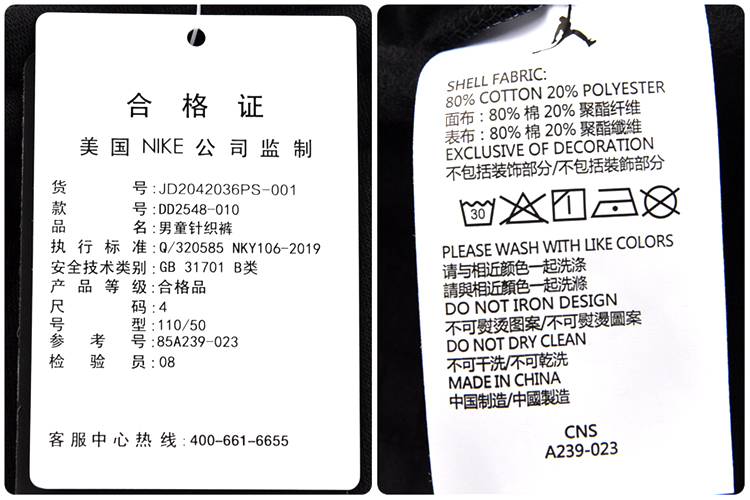 合格证
美国 NIKE 公司监制
货号:JD2042036PS-001
款号:DD2548-010
品名:男童针织裤
执行标准:Q/320585 NKY106-2019
安全技术类别:GB 31701 B类
产品等级:合格品
尺码:4
号型:110/50
参考号:85A239-023
检验员:08
客服中心热线:400-661-6655
SHELL FABRIC:
80% COTTON 20% POLYESTER
面布:80% 棉 20% 聚酯纤维
表布:80% 棉 20% 聚酯纖維
EXCLUSIVE OF DECORATION
不包括装饰部分/不包括裝飾部分
30
PLEASE WASH WITH LIKE COLORS
请与相近颜色一起洗涤
請與相近顏色一起洗滌
DO NOT IRON DESIGN
不可熨烫图案/不可熨燙圖案
DO NOT DRY CLEAN
不可干洗/不可乾洗
MADE IN CHINA
中国制造/中國製造
CNS
A239-023